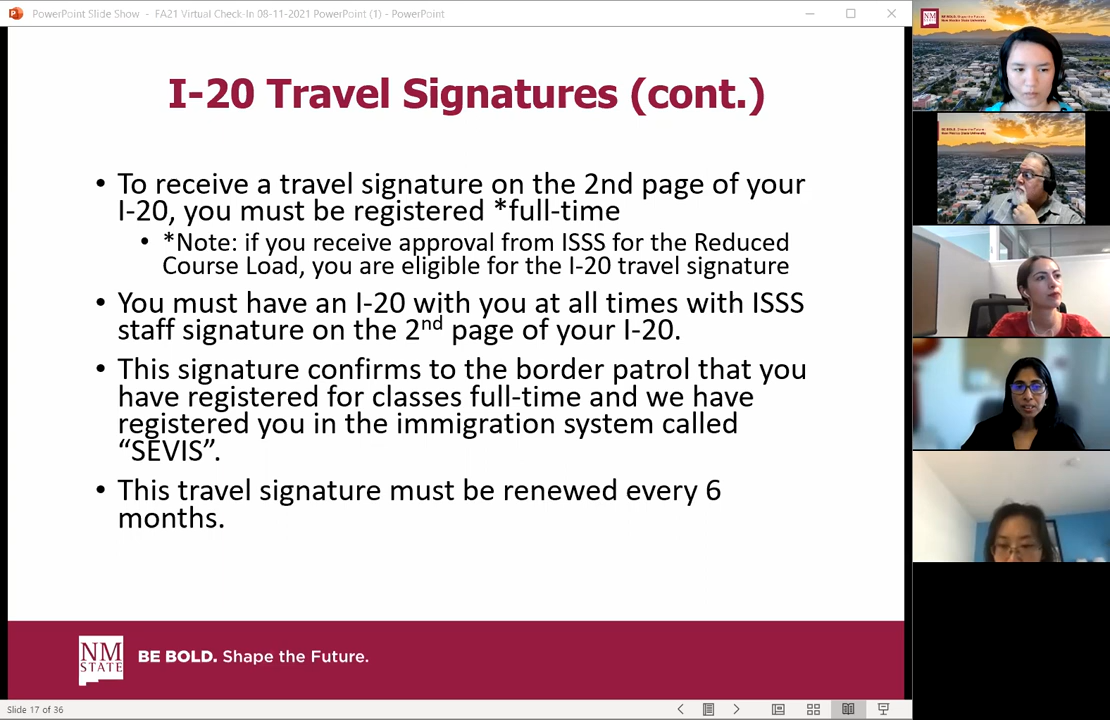 PowerPoint Slide Show - FA21 Virtual Check-In 08-11-2021 PowerPoint (1) - PowerPoint
I-20 Travel Signatures (cont.)
• To receive a travel signature on the 2nd page of your
I-20, you must be registered *full-time
• *Note: if you receive approval from ISSS for the Reduced
Course Load, you are eligible for the I-20 travel signature
• You must have an I-20 with you at all times with ISSS
staff signature on the 2nd page of your I-20.
• This signature confirms to the border patrol that you
have registered for classes full-time and we have
registered you in the immigration system called
“SEVIS”.
• This travel signature must be renewed every 6
months.
NM
STATE
BE BOLD. Shape the Future.
Slide 17 of 36
NM
BE BOLD. Shape the Future.